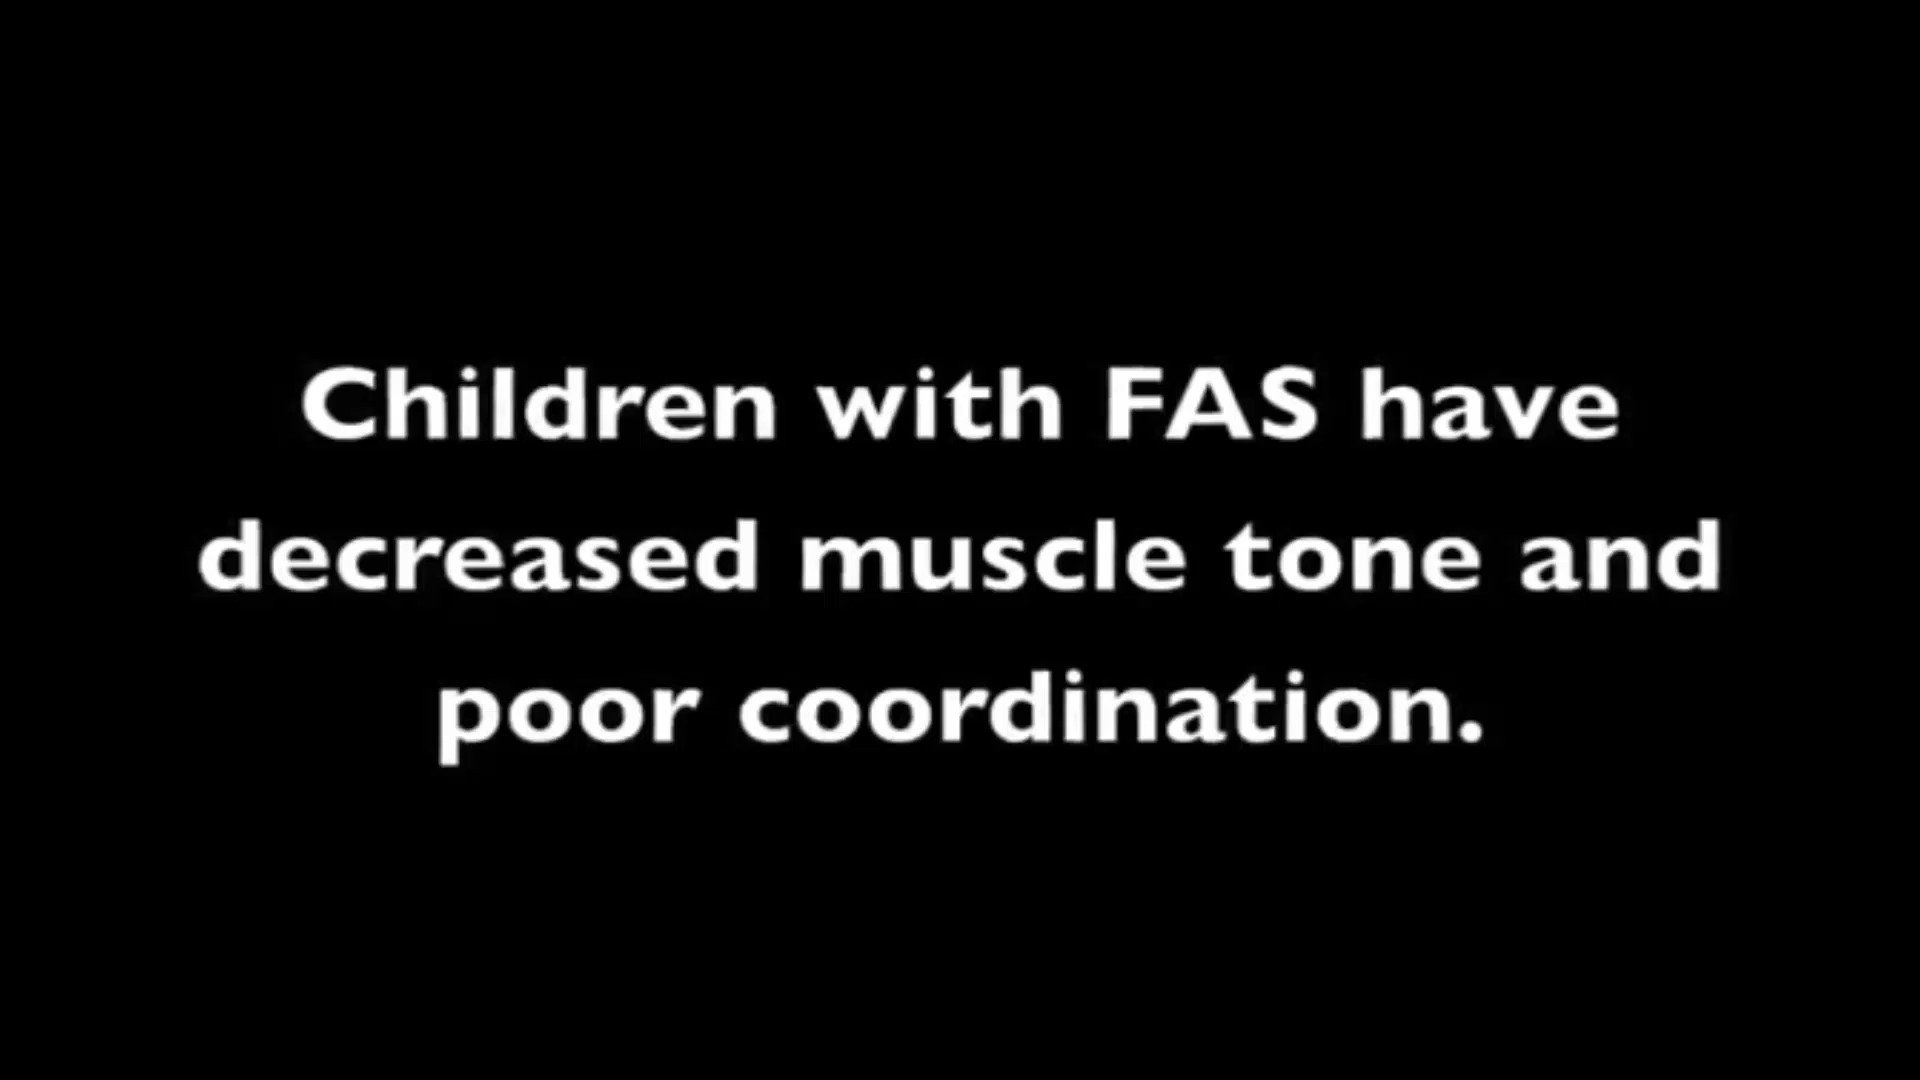 Children with FAS have
decreased muscle tone and
poor coordination.